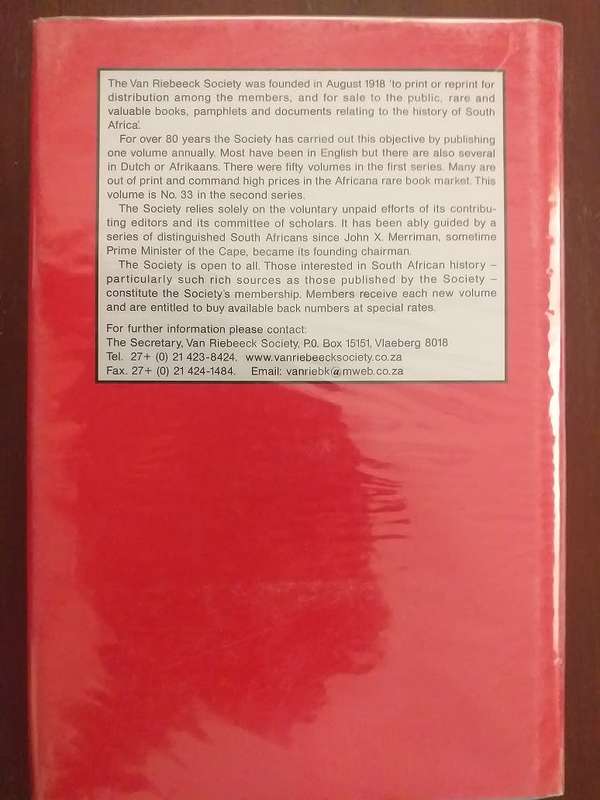 The Van Riebeeck Society was founded in August 1918 'to print or reprint for
distribution among the members, and for sale to the public, rare and
valuable books, pamphlets and documents relating to the history of South
Africa'.
For over 80 years the Society has carried out this objective by publishing
one volume annually. Most have been in English but there are also several
in Dutch or Afrikaans. There were fifty volumes in the first series. Many are
out of print and command high prices in the Africana rare book market. This
volume is No. 33 in the second series.
The Society relies solely on the voluntary unpaid efforts of its contribu-
ting editors and its committee of scholars. It has been ably guided by a
series of distinguished South Africans since John X. Merriman, sometime
Prime Minister of the Cape, became its founding chairman.
The Society is open to all. Those interested in South African history –
particularly such rich sources as those published by the Society –
constitute the Society's membership. Members receive each new volume
and are entitled to buy available back numbers at special rates.
For further information please contact:
The Secretary, Van Riebeeck Society, P.O. Box 15151, Vlaeberg 8018
Tel. 27+ (0) 21 423-8424. www.vanriebeecksociety.co.za
Fax. 27+ (0) 21 424-1484. Email: vanriebk@mweb.co.za